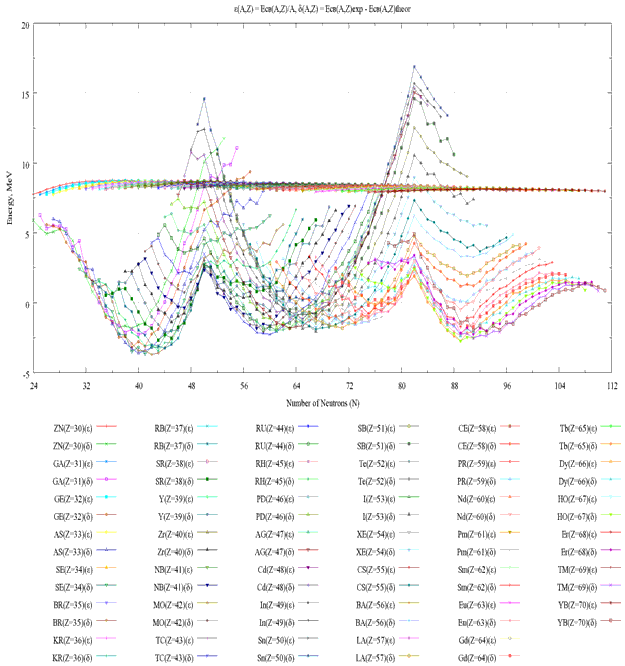 ε(A,Z) = Eсв(A,Z)/A, δ(A,Z) = Eсв(A,Z)exp - Eсв(A,Z)theor
20
15
10
5
0
-5
Energy, MeV
24 32 40 48 56 64 72 80 88 96 104 112
Number of Neutrons (N)
ZN(Z=30)(ε) RB(Z=37)(ε) RU(Z=44)(ε) SB(Z=51)(ε) CE(Z=58)(ε) Tb(Z=65)(ε)
ZN(Z=30)(δ) RB(Z=37)(δ) RU(Z=44)(δ) SB(Z=51)(δ) CE(Z=58)(δ) Tb(Z=65)(δ)
GA(Z=31)(ε) SR(Z=38)(ε) RH(Z=45)(ε) Te(Z=52)(ε) PR(Z=59)(ε) Dy(Z=66)(ε)
GA(Z=31)(δ) SR(Z=38)(δ) RH(Z=45)(δ) Te(Z=52)(δ) PR(Z=59)(δ) Dy(Z=66)(δ)
GE(Z=32)(ε) Y(Z=39)(ε) PD(Z=46)(ε) I(Z=53)(ε) Nd(Z=60)(ε) HO(Z=67)(ε)
GE(Z=32)(δ) Y(Z=39)(δ) PD(Z=46)(δ) I(Z=53)(δ) Nd(Z=60)(δ) HO(Z=67)(δ)
AS(Z=33)(ε) Zr(Z=40)(ε) AG(Z=47)(ε) XE(Z=54)(ε) Pm(Z=61)(ε) Er(Z=68)(ε)
AS(Z=33)(δ) Zr(Z=40)(δ) AG(Z=47)(δ) XE(Z=54)(δ) Pm(Z=61)(δ) Er(Z=68)(δ)
SE(Z=34)(ε) NB(Z=41)(ε) Cd(Z=48)(ε) CS(Z=55)(ε) Sm(Z=62)(ε) TM(Z=69)(ε)
SE(Z=34)(δ) NB(Z=41)(δ) Cd(Z=48)(δ) CS(Z=55)(δ) Sm(Z=62)(δ) TM(Z=69)(δ)
BR(Z=35)(ε) MO(Z=42)(ε) In(Z=49)(ε) BA(Z=56)(ε) Eu(Z=63)(ε) YB(Z=70)(ε)
BR(Z=35)(δ) MO(Z=42)(δ) In(Z=49)(δ) BA(Z=56)(δ) En(Z=63)(δ) YB(Z=70)(δ)
KR(Z=36)(ε) TC(Z=43)(ε) Sn(Z=50)(ε) LA(Z=57)(ε) Gd(Z=64)(ε)
KR(Z=36)(δ) TC(Z=43)(δ) Sn(Z=50)(δ) LA(Z=57)(δ) Gd(Z=64)(δ)